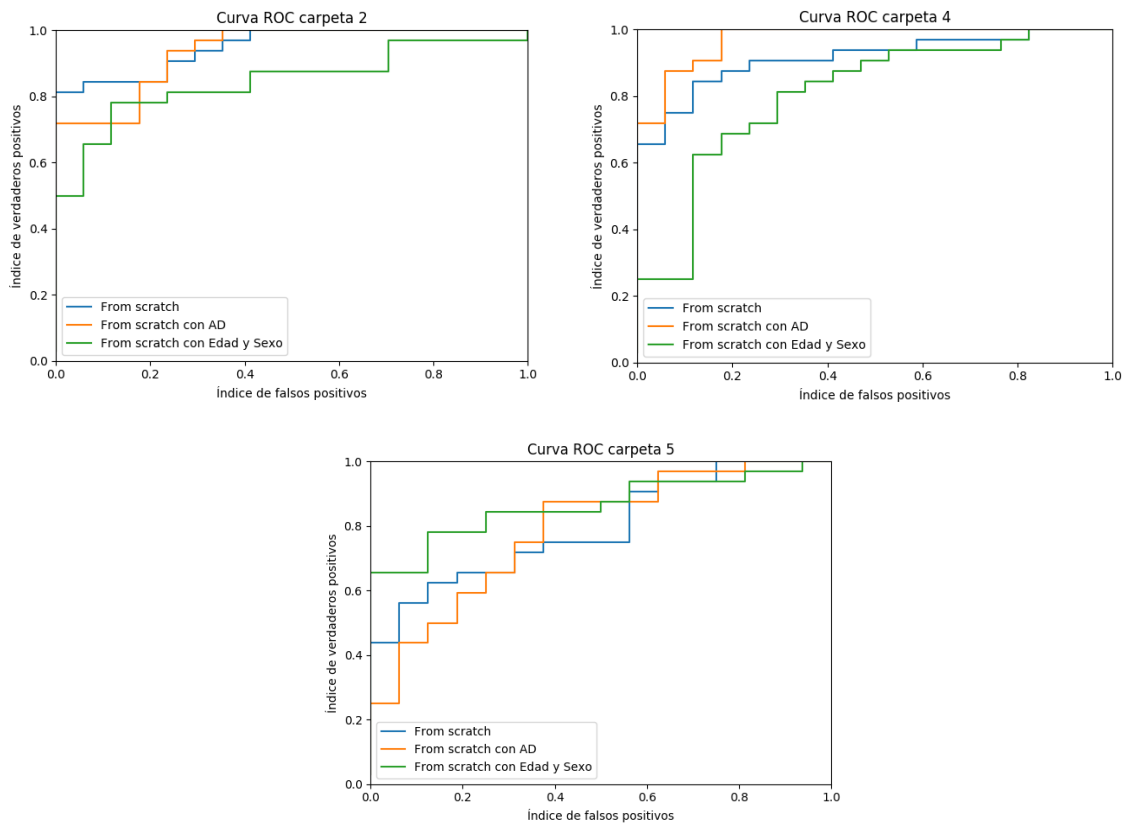 Curva ROC carpeta 2
1.0
0.8
0.6
0.4
0.2
0.0
Índice de verdaderos positivos
From scratch
From scratch con AD
From scratch con Edad y Sexo
0.0 0.2 0.4 0.6 0.8 1.0
Índice de falsos positivos
Curva ROC carpeta 4
1.0
0.8
0.6
0.4
0.2
0.0
Índice de verdaderos positivos
From scratch
From scratch con AD
From scratch con Edad y Sexo
0.0 0.2 0.4 0.6 0.8 1.0
Índice de falsos positivos
Curva ROC carpeta 5
1.0
0.8
0.6
0.4
0.2
0.0
Índice de verdaderos positivos
From scratch
From scratch con AD
From scratch con Edad y Sexo
0.0 0.2 0.4 0.6 0.8 1.0
Índice de falsos positivos